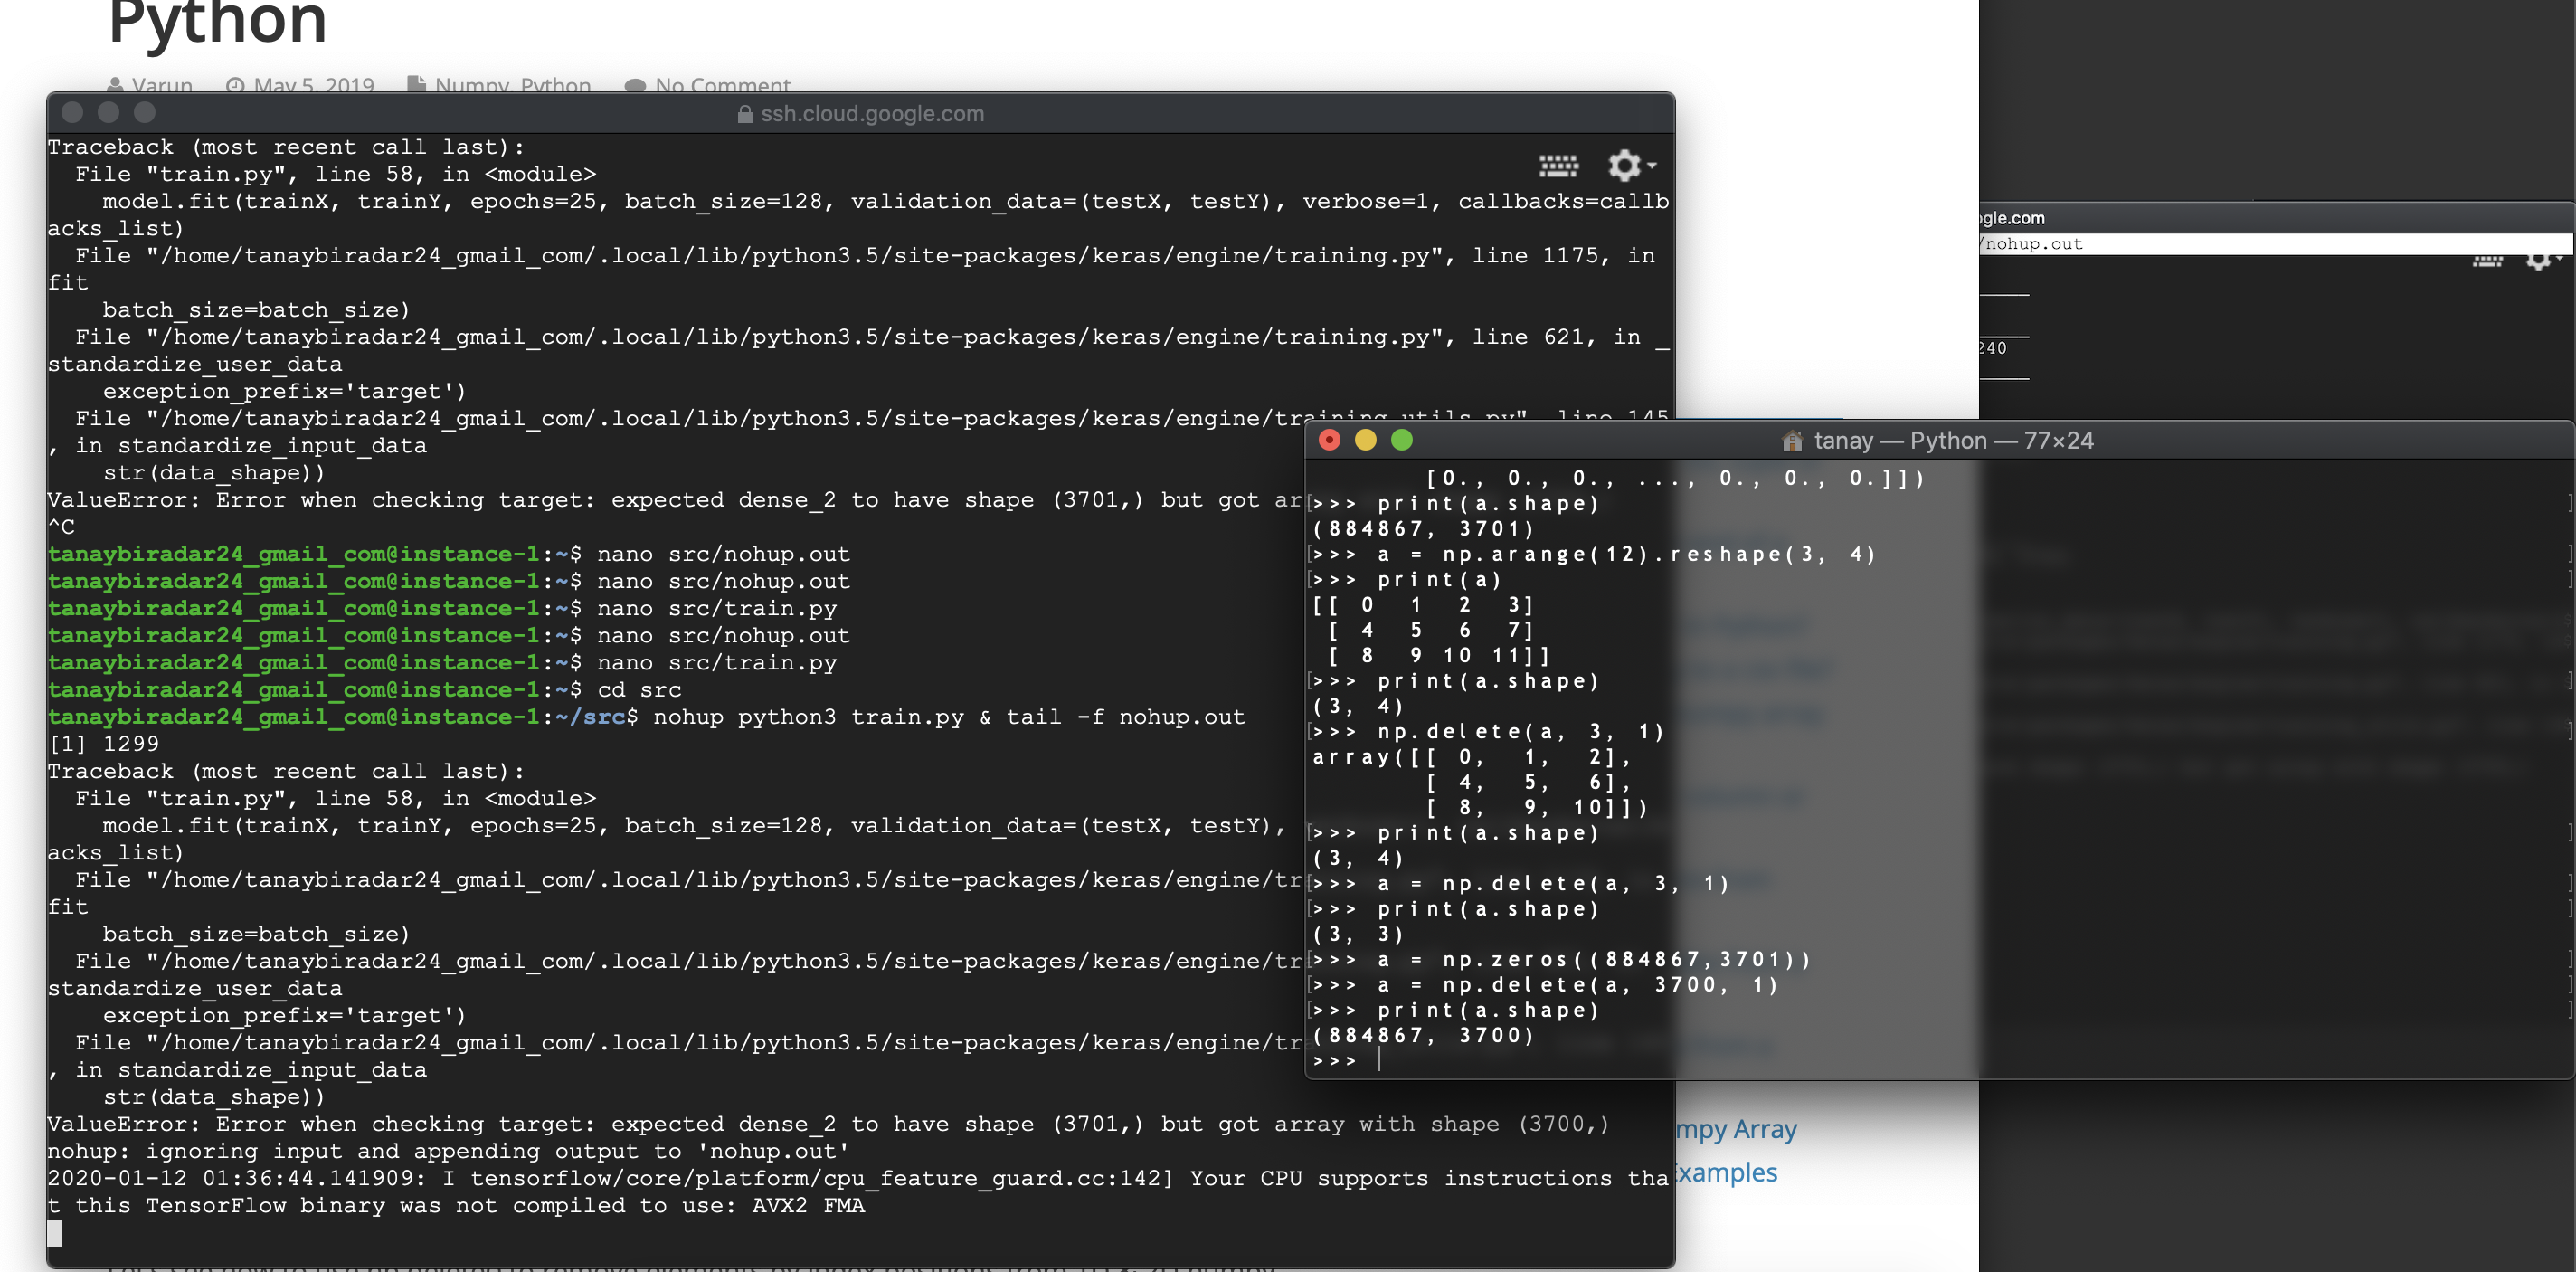 Python
Varun May 5, 2019 Numpy, Python No Comment
ssh.cloud.google.com
Traceback (most recent call last):
  File "train.py", line 58, in <module>
    model.fit(trainX, trainY, epochs=25, batch_size=128, validation_data=(testX, testY), verbose=1, callbacks=callb
acks_list)
  File "/home/tanaybiradar24_gmail_com/.local/lib/python3.5/site-packages/keras/engine/training.py", line 1175, in
fit
    batch_size=batch_size)
  File "/home/tanaybiradar24_gmail_com/.local/lib/python3.5/site-packages/keras/engine/training.py", line 621, in _
standardize_user_data
    exception_prefix='target')
  File "/home/tanaybiradar24_gmail_com/.local/lib/python3.5/site-packages/keras/engine/training_utils.py", line 145
, in standardize_input_data
    str(data_shape))
ValueError: Error when checking target: expected dense_2 to have shape (3701,) but got ar
^C
tanaybiradar24_gmail_com@instance-1:~$ nano src/nohup.out
tanaybiradar24_gmail_com@instance-1:~$ nano src/nohup.out
tanaybiradar24_gmail_com@instance-1:~$ nano src/train.py
tanaybiradar24_gmail_com@instance-1:~$ nano src/nohup.out
tanaybiradar24_gmail_com@instance-1:~$ nano src/train.py
tanaybiradar24_gmail_com@instance-1:~$ cd src
tanaybiradar24_gmail_com@instance-1:~/src$ nohup python3 train.py & tail -f nohup.out
[1] 1299
Traceback (most recent call last):
  File "train.py", line 58, in <module>
    model.fit(trainX, trainY, epochs=25, batch_size=128, validation_data=(testX, testY),
acks_list)
  File "/home/tanaybiradar24_gmail_com/.local/lib/python3.5/site-packages/keras/engine/tr
fit
    batch_size=batch_size)
  File "/home/tanaybiradar24_gmail_com/.local/lib/python3.5/site-packages/keras/engine/tr
standardize_user_data
    exception_prefix='target')
  File "/home/tanaybiradar24_gmail_com/.local/lib/python3.5/site-packages/keras/engine/tra
, in standardize_input_data
    str(data_shape))
ValueError: Error when checking target: expected dense_2 to have shape (3701,) but got array with shape (3700,)
nohup: ignoring input and appending output to 'nohup.out'
2020-01-12 01:36:44.141909: I tensorflow/core/platform/cpu_feature_guard.cc:142] Your CPU supports instructions tha
t this TensorFlow binary was not compiled to use: AVX2 FMA
ogle.com
/nohup.out
240
tanay — Python — 77×24
[0., 0., 0., ..., 0., 0., 0.]])
>>> print(a.shape)
(884867, 3701)
>>> a = np.arange(12).reshape(3, 4)
>>> print(a)
[[ 0  1  2  3]
 [ 4  5  6  7]
 [ 8  9 10 11]]
>>> print(a.shape)
(3, 4)
>>> np.delete(a, 3, 1)
array([[ 0,  1,  2],
       [ 4,  5,  6],
       [ 8,  9, 10]])
>>> print(a.shape)
(3, 4)
>>> a = np.delete(a, 3, 1)
>>> print(a.shape)
(3, 3)
>>> a = np.zeros((884867,3701))
>>> a = np.delete(a, 3700, 1)
>>> print(a.shape)
(884867, 3700)
>>>
mpy Array
Examples